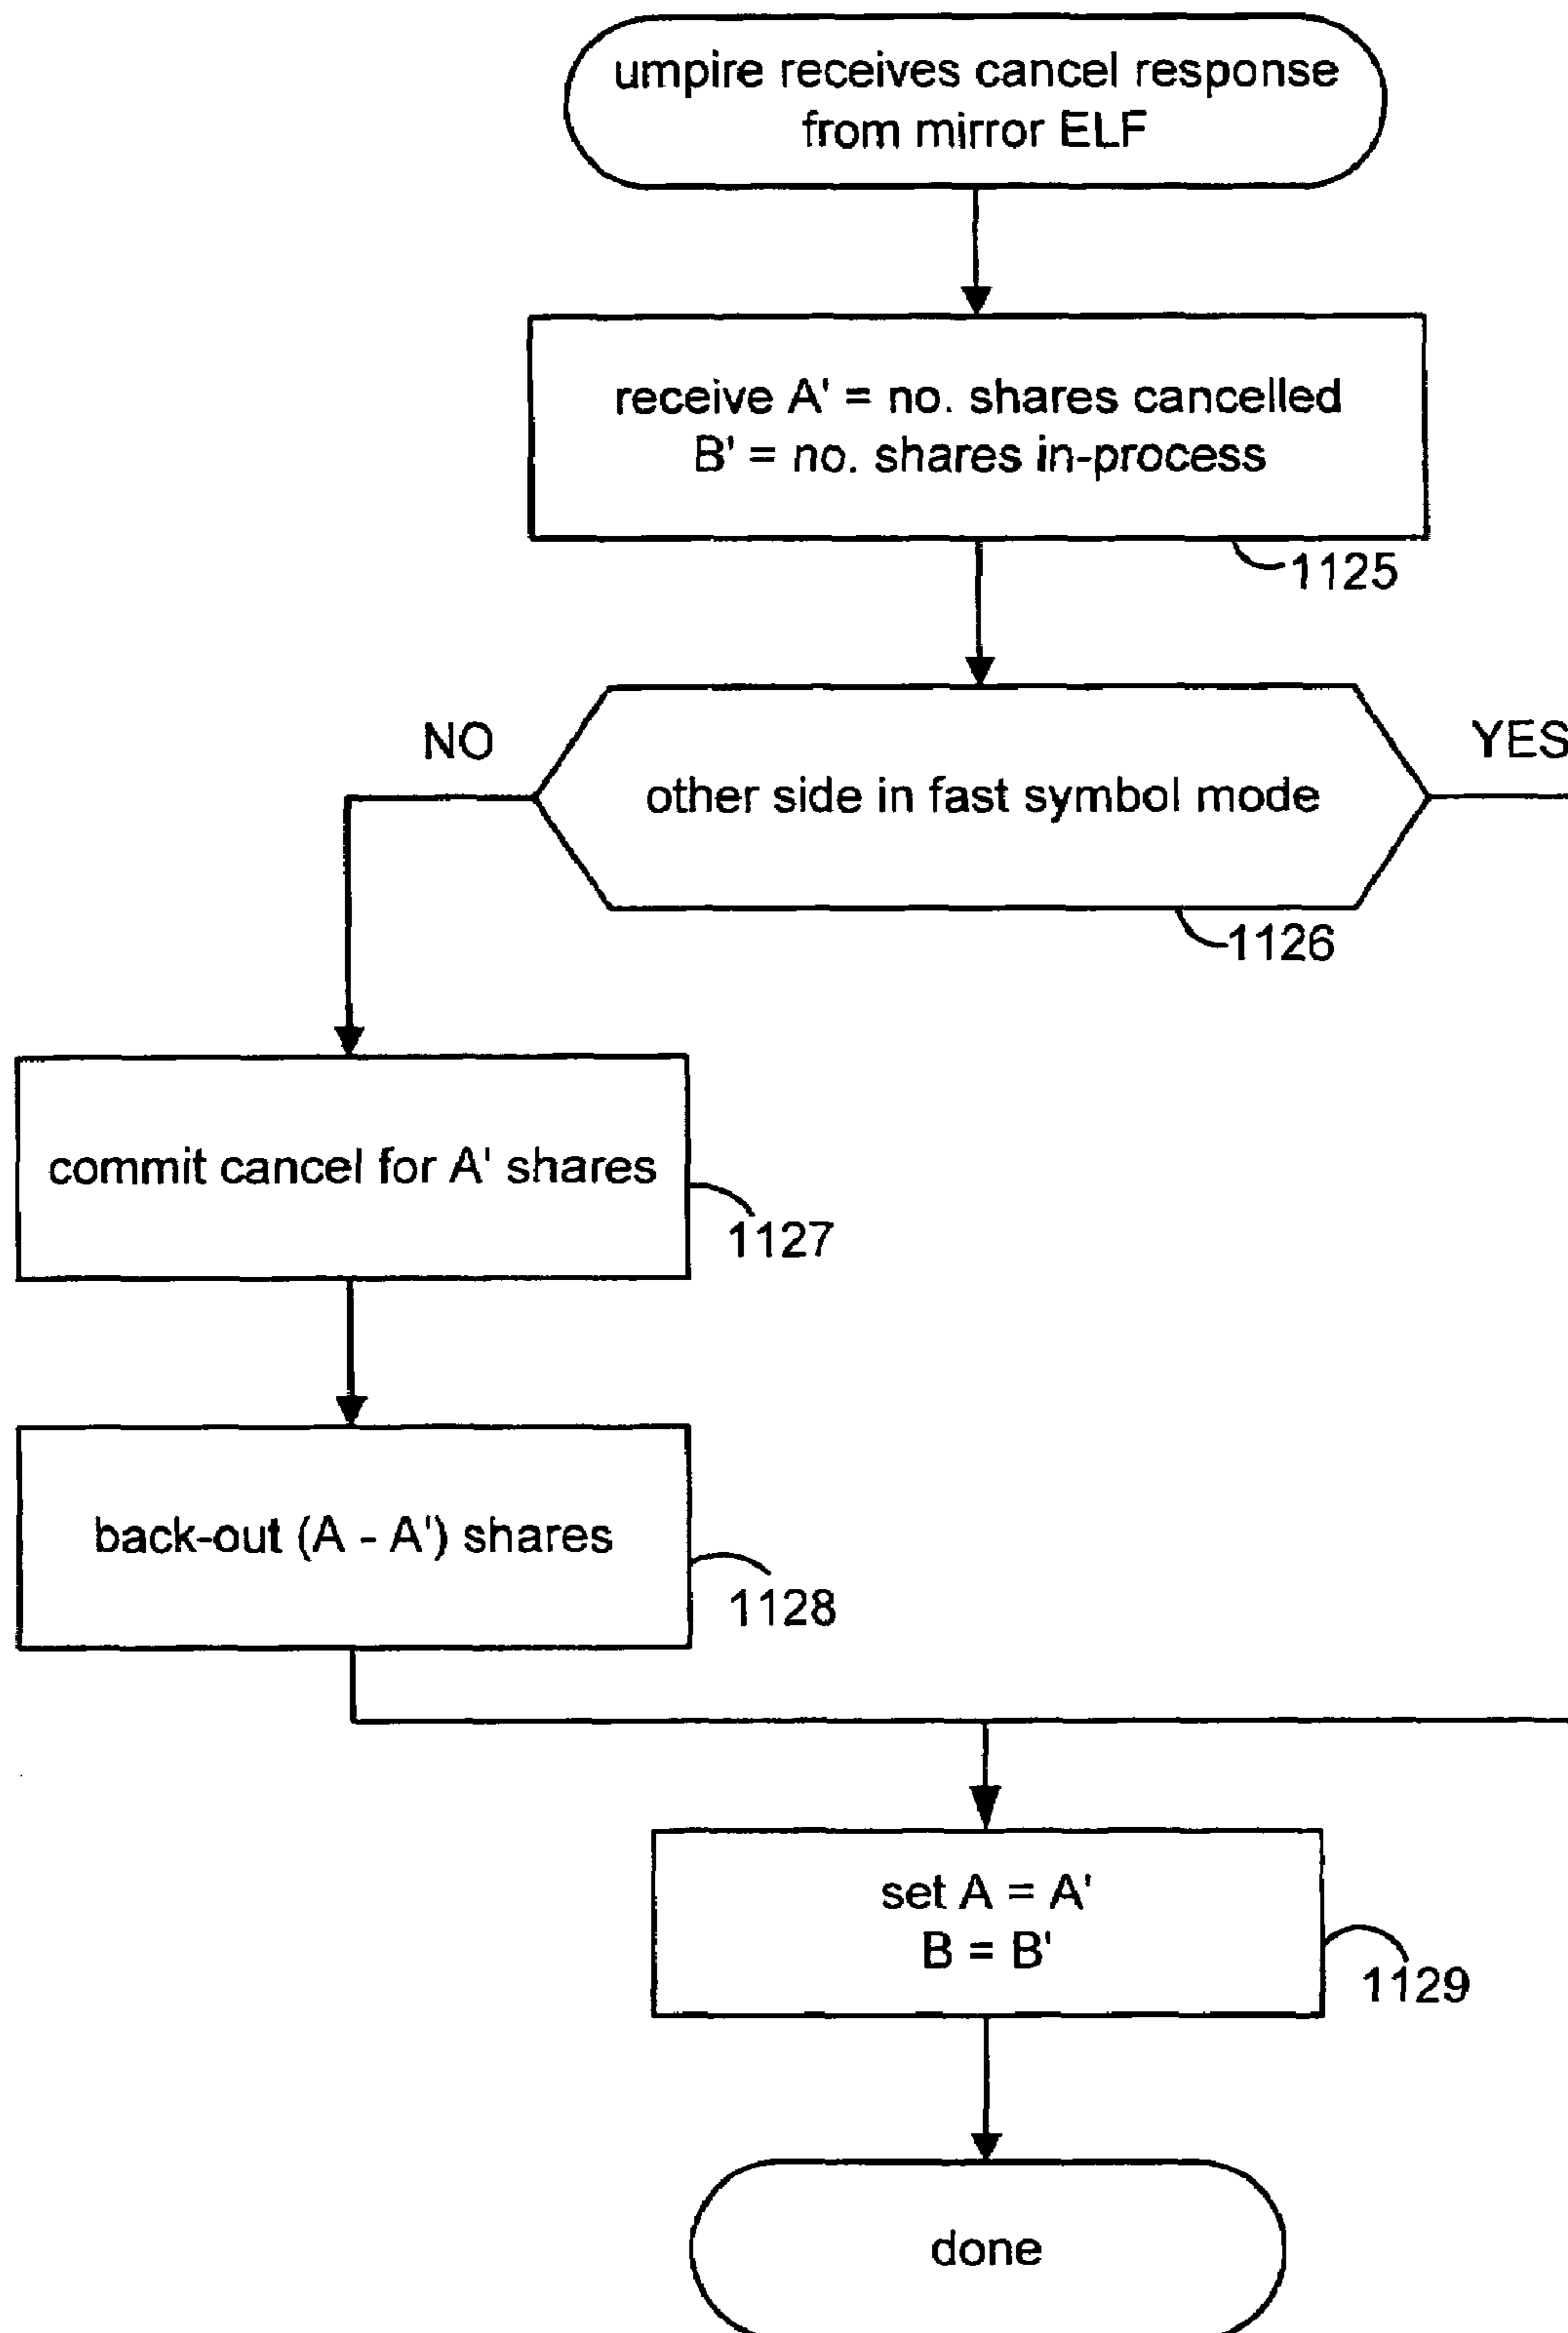 umpire receives cancel response
from mirror ELF
receive A' = no. shares cancelled
B' = no. shares in-process
1125
NO
YES
other side in fast symbol mode
1126
commit cancel for A' shares
1127
back-out (A - A') shares
1128
set A = A'
B = B'
1129
done